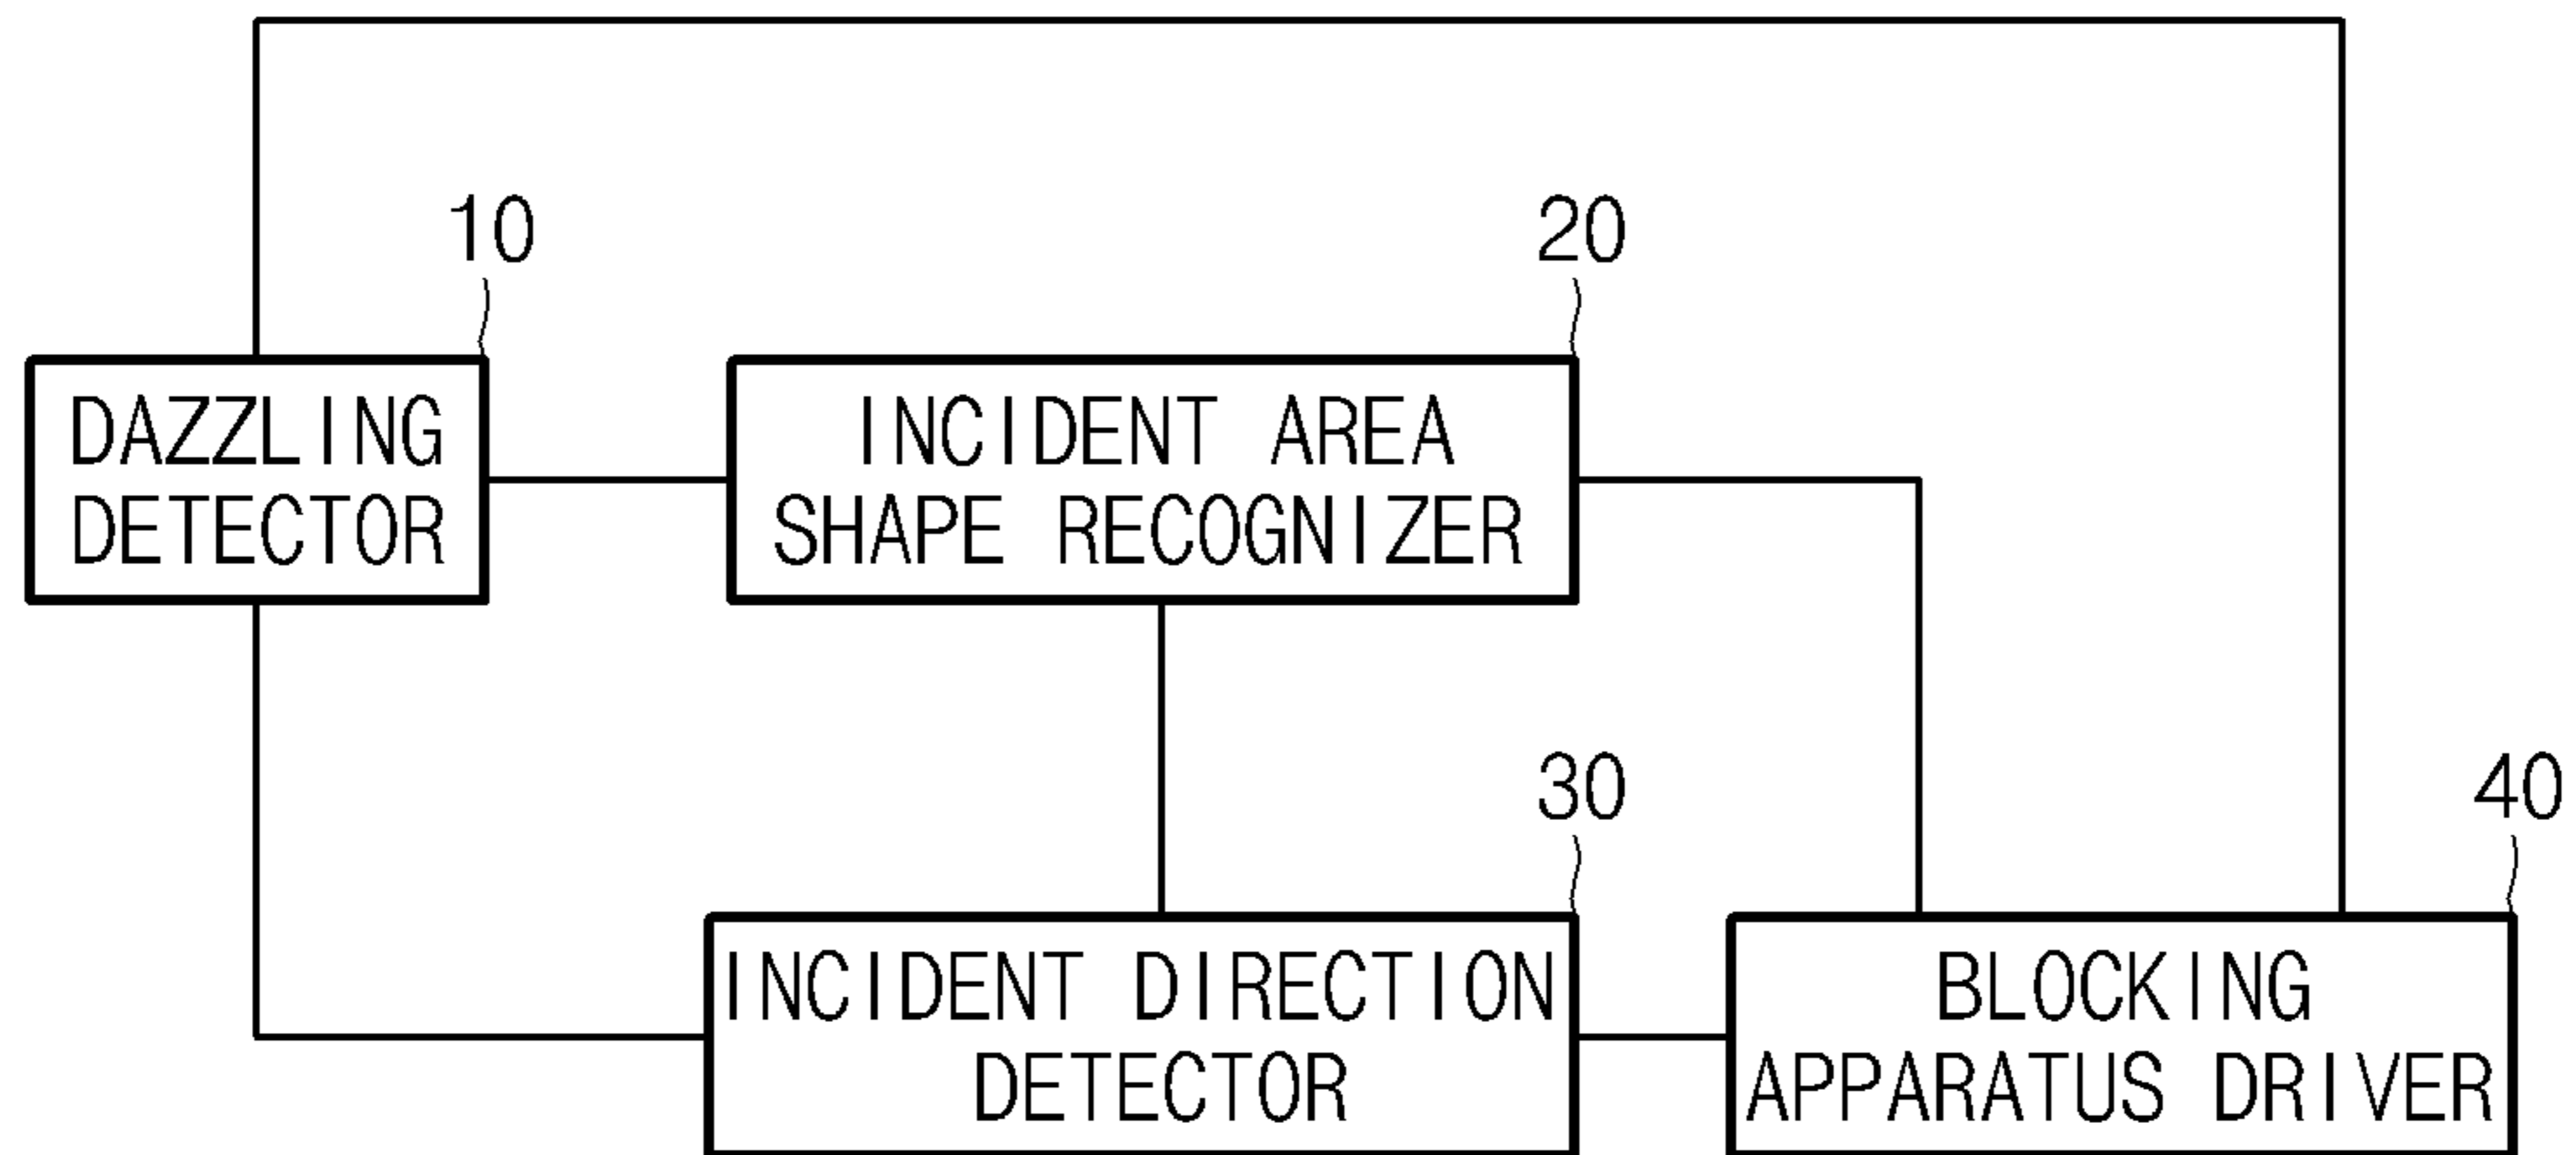 10
20
DAZZLING
DETECTOR
INCIDENT AREA
SHAPE RECOGNIZER
30
40
INCIDENT DIRECTION
DETECTOR
BLOCKING
APPARATUS DRIVER